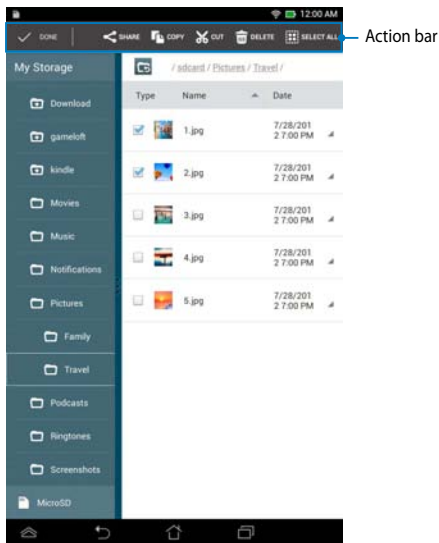 12:00 AM
DONE SHARE COPY CUT DELETE SELECT ALL
Action bar
My Storage
/ sdcard / Pictures / Travel /
Type Name Date
Download
gameloft
kindle
Movies
Music
Notifications
Pictures
Family
Travel
Podcasts
Ringtones
Screenshots
MicroSD
1.jpg
7/28/201
2 7:00 PM
2.jpg
7/28/201
2 7:00 PM
3.jpg
7/28/201
2 7:00 PM
4.jpg
7/28/201
2 7:00 PM
5.jpg
7/28/201
2 7:00 PM